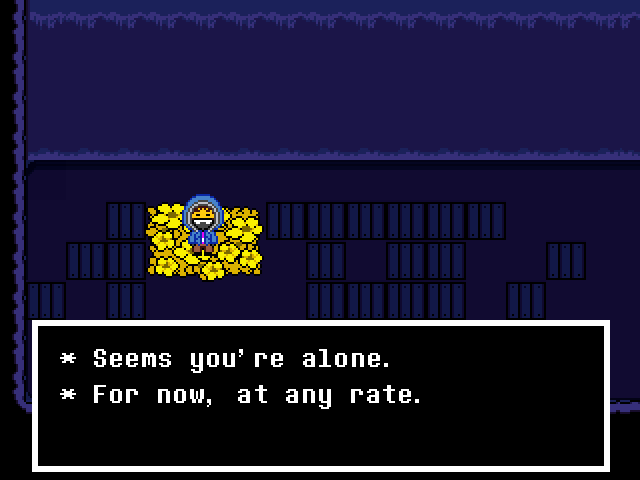 * Seems you're alone.
* For now, at any rate.